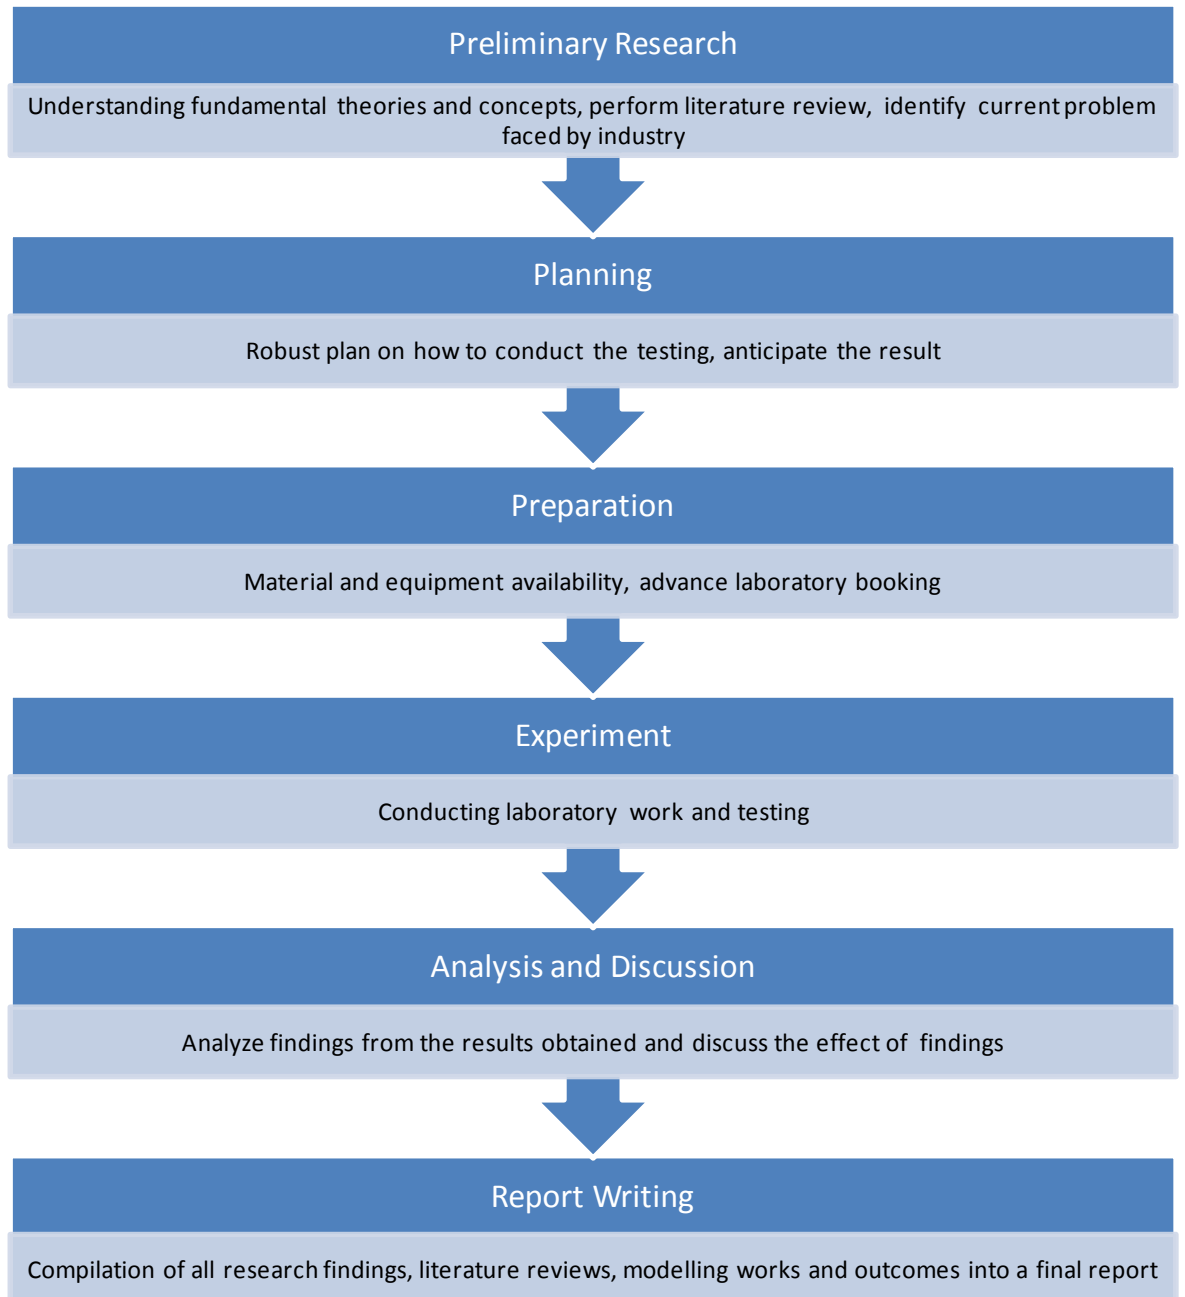 Preliminary Research
Understanding fundamental theories and concepts, perform literature review, identify current problem
faced by industry
Planning
Robust plan on how to conduct the testing, anticipate the result
Preparation
Material and equipment availability, advance laboratory booking
Experiment
Conducting laboratory work and testing
Analysis and Discussion
Analyze findings from the results obtained and discuss the effect of findings
Report Writing
Compilation of all research findings, literature reviews, modelling works and outcomes into a final report